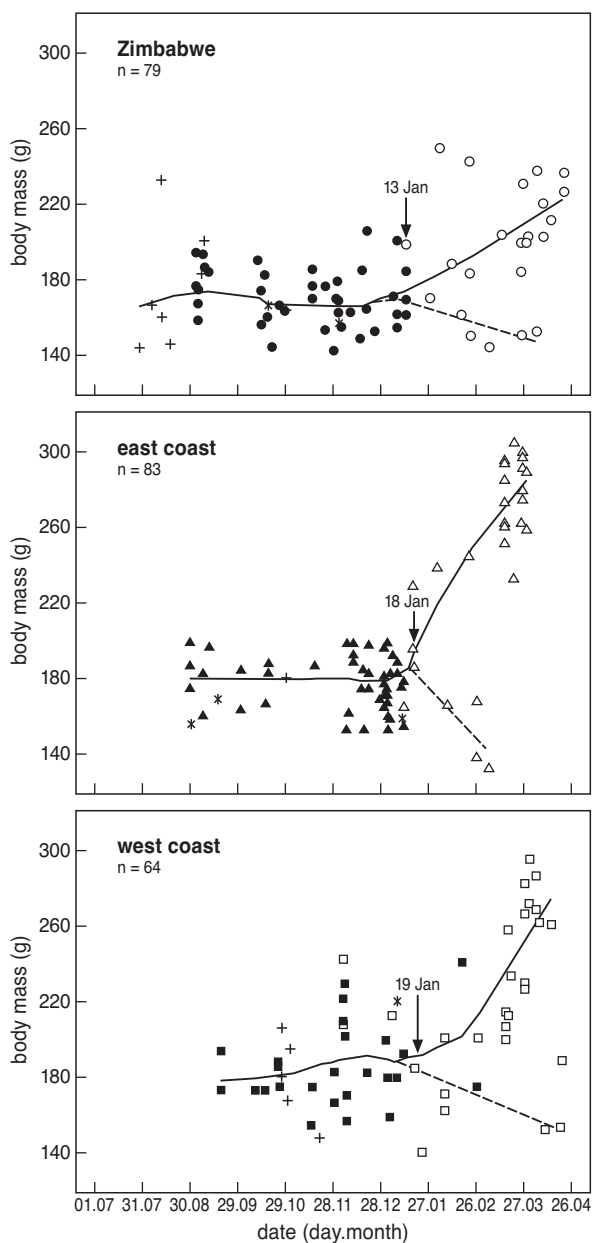 Zimbabwe
n = 79
300
260
220
180
140
body mass (g)
13 Jan
east coast
n = 83
300
260
220
180
140
body mass (g)
18 Jan
west coast
n = 64
300
260
220
180
140
body mass (g)
19 Jan
01.07 31.07 30.08 29.09 29.10 28.11 28.12 27.01 26.02 27.03 26.04
date (day.month)